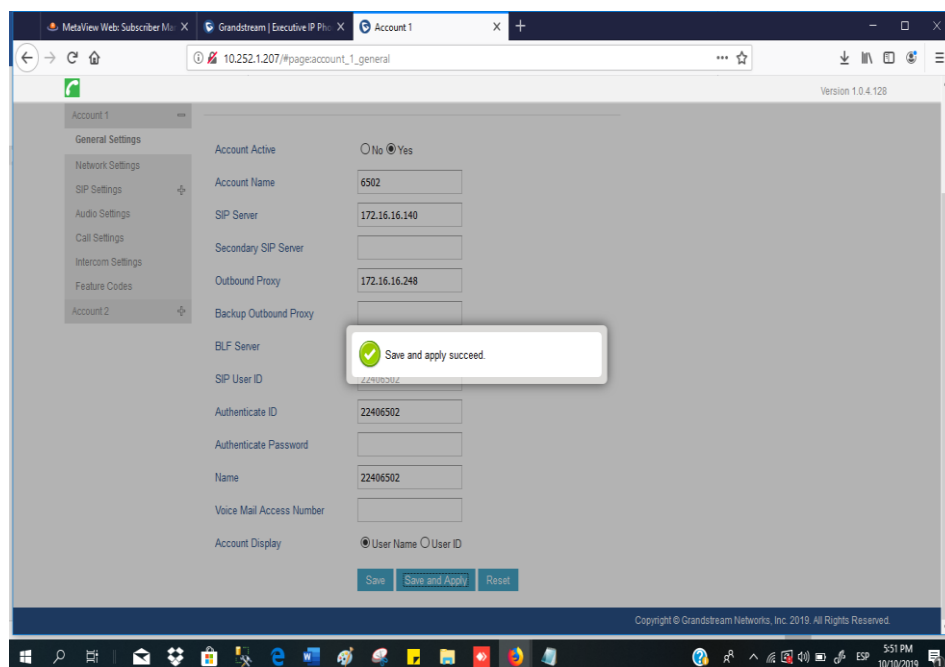 MetaView Web: Subscriber Ma
Grandstream | Executive IP Pho
Account 1
10.252.1.207/#page:account_1_general
Version 1.0.4.128
Account 1
General Settings
Network Settings
SIP Settings
Audio Settings
Call Settings
Intercom Settings
Feature Codes
Account 2
Account Active No Yes
Account Name 6502
SIP Server 172.16.16.140
Secondary SIP Server
Outbound Proxy 172.16.16.248
Backup Outbound Proxy
BLF Server
Save and apply succeed.
SIP User ID 22406502
Authenticate ID 22406502
Authenticate Password
Name 22406502
Voice Mail Access Number
Account Display User Name User ID
Save Save and Apply Reset
Copyright © Grandstream Networks, Inc. 2019. All Rights Reserved.
ESP
5:51 PM
10/10/2019